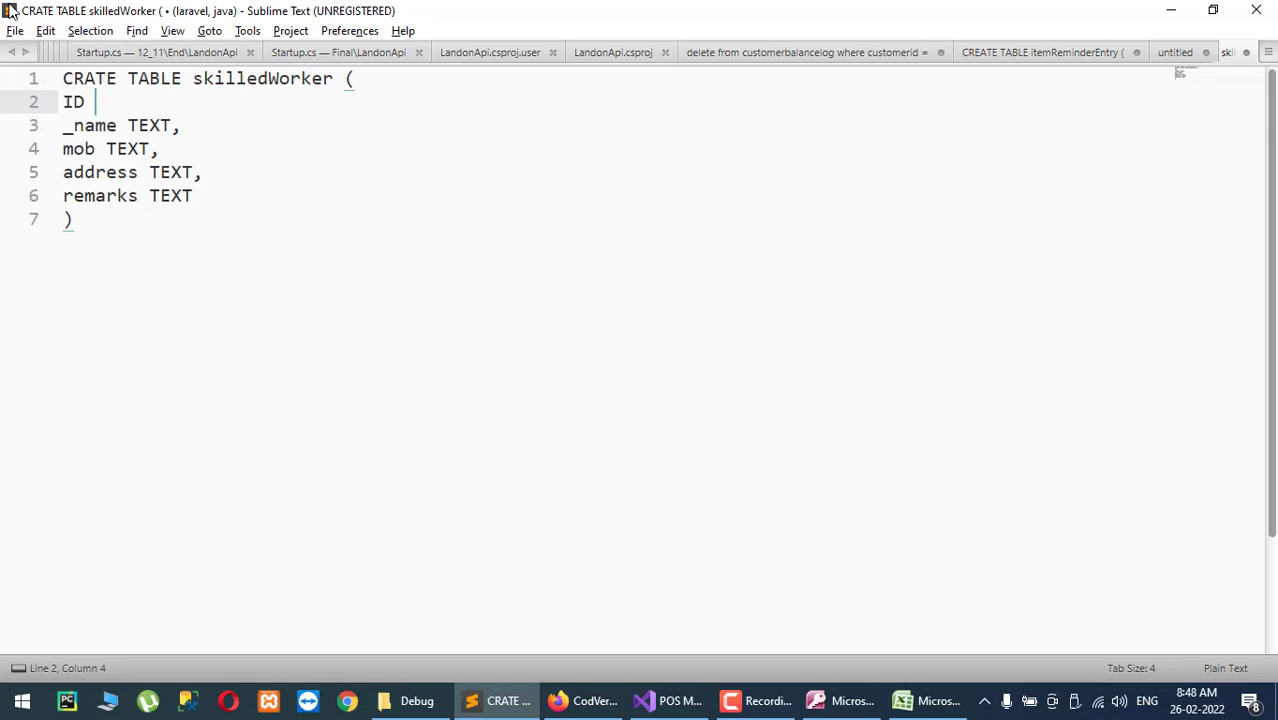 CRATE TABLE skilledWorker ( • (laravel, java) - Sublime Text (UNREGISTERED)
File Edit Selection Find View Goto Tools Project Preferences Help
Startup.cs — 12_11\End\LandonApi Startup.cs — Final\LandonApi LandonApi.csproj.user LandonApi.csproj delete from customerbalancelog where customerid = CREATE TABLE itemReminderEntry ( untitled skil
1 CRATE TABLE skilledWorker (
2 ID
3 _name TEXT,
4 mob TEXT,
5 address TEXT,
6 remarks TEXT
7 )
Line 2, Column 4 Tab Size: 4 Plain Text
PC Debug CRATE ... CodVer... POS M... Recordi... Micros... Micros... ENG 8:48 AM
26-02-2022 8